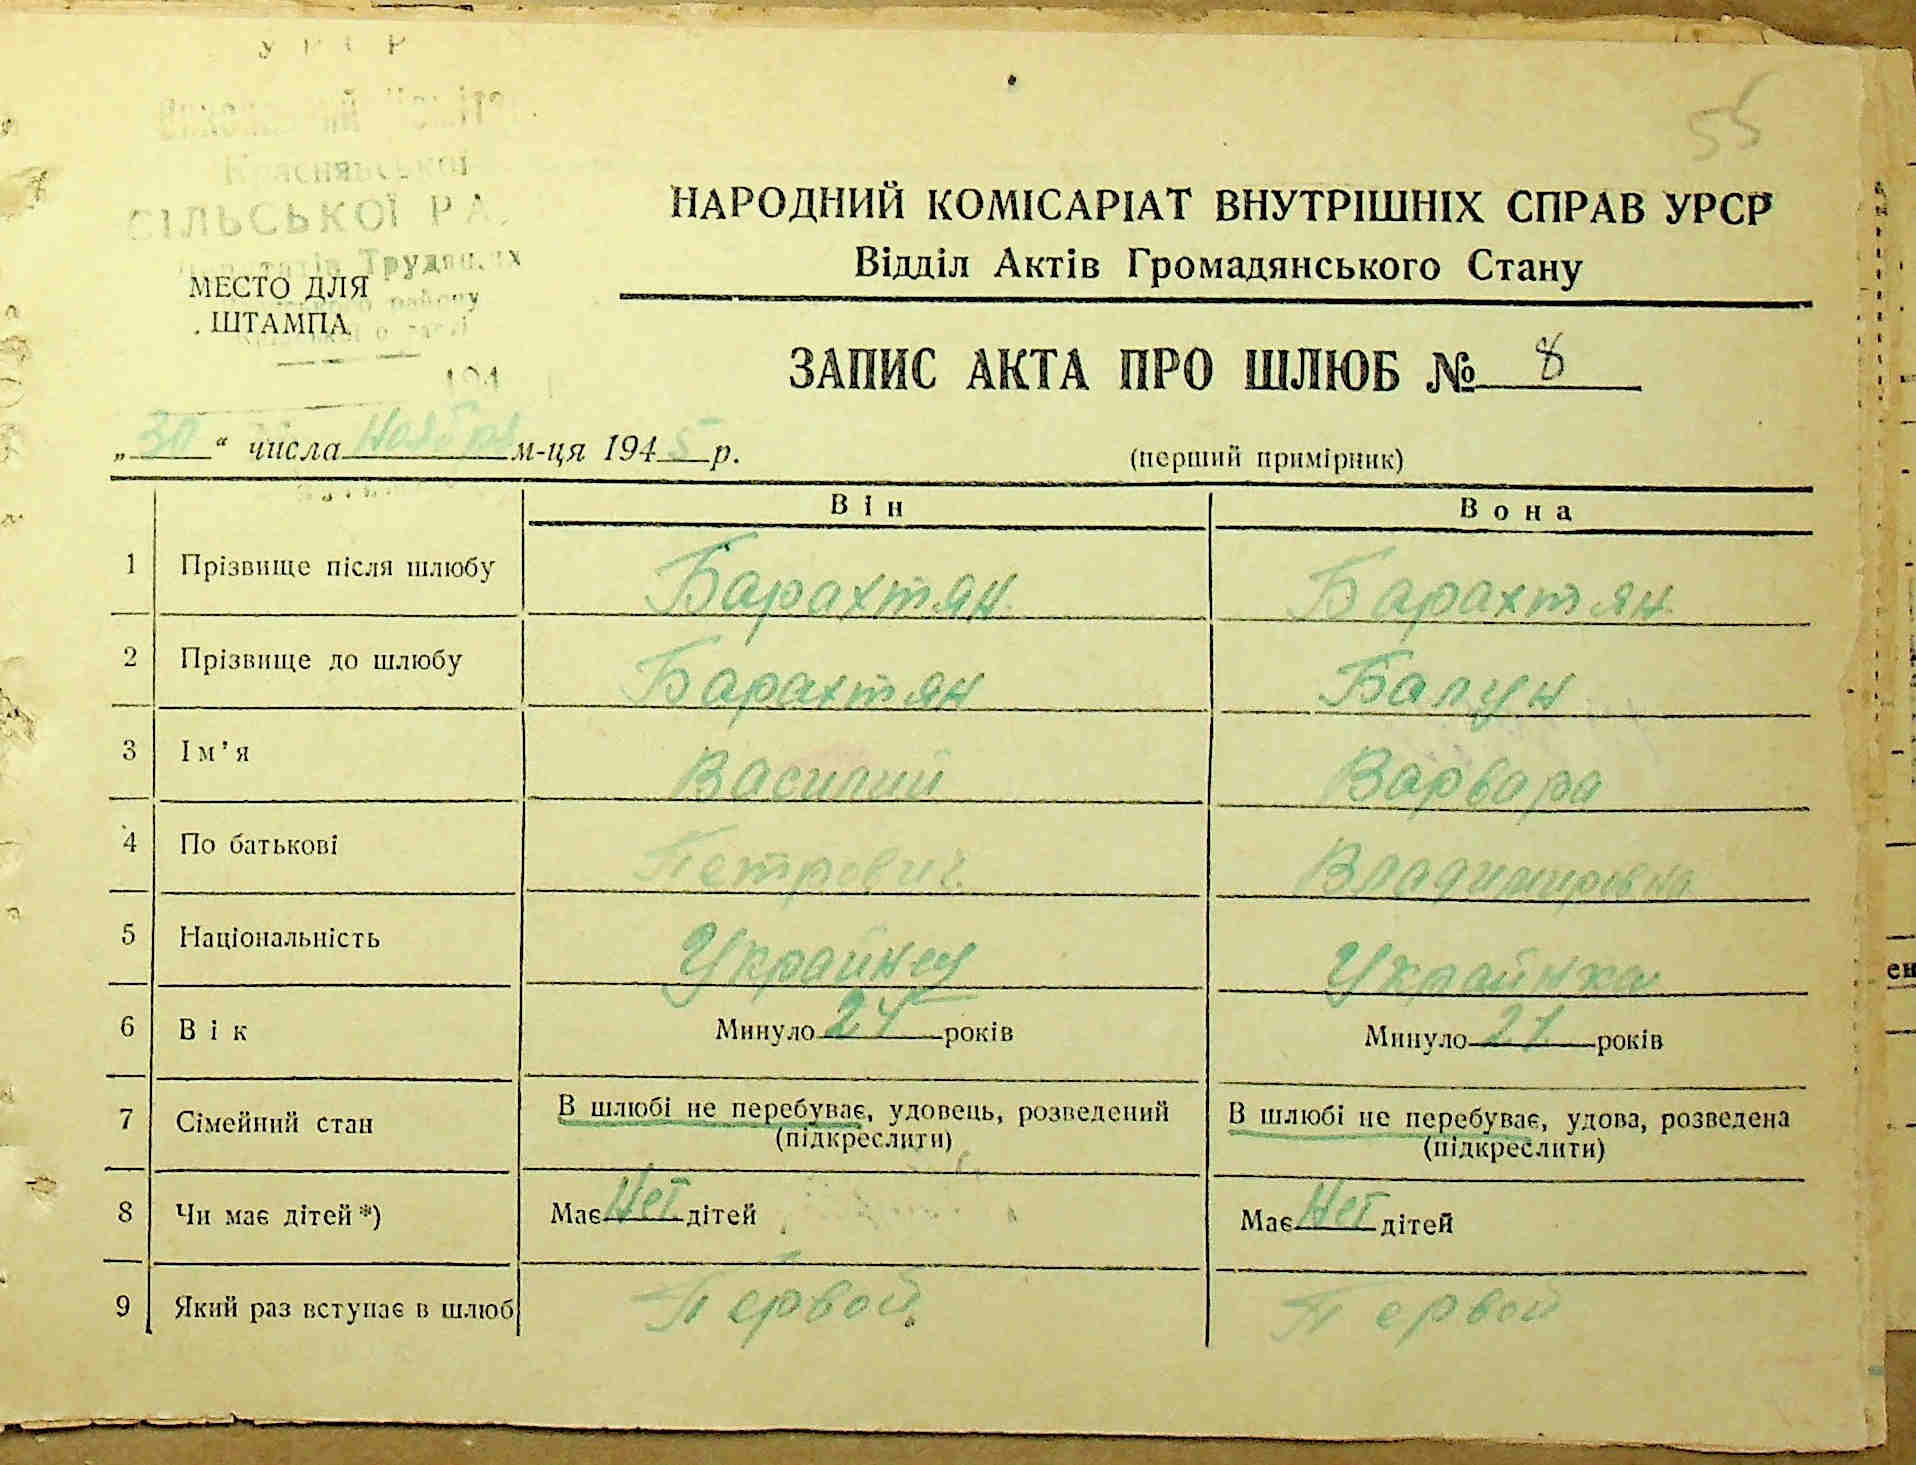 УРСР
Краснянської
СІЛЬСЬКОЇ РА
Трудящих
району
МЕСТО ДЛЯ
ШТАМПА
194
55
НАРОДНИЙ КОМІСАРІАТ ВНУТРІШНІХ СПРАВ УРСР
Відділ Актів Громадянського Стану
ЗАПИС АКТА ПРО ШЛЮБ № 8
„30“ числа Ноября м-ця 1945 р.
(перший примірник)
Він Вона
1 Прізвище після шлюбу Барахтян Барахтян
2 Прізвище до шлюбу Барахтян Балун
3 Ім’я Василий Варвара
4 По батькові Петрович Владимировна
5 Національність Украйнец Украйнка
6 Вік Минуло 24 років Минуло 21 років
7 Сімейний стан В шлюбі не перебуває, удовець, розведений В шлюбі не перебуває, удова, розведена
(підкреслити) (підкреслити)
8 Чи має дітей *) Має Нет дітей Має Нет дітей
9 Який раз вступає в шлюб Первой Первой